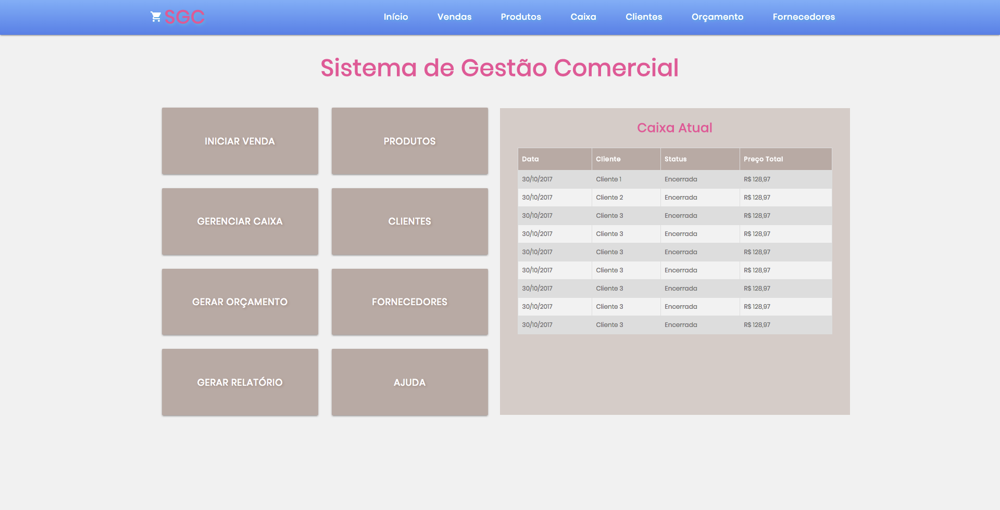 SGC
Início Vendas Produtos Caixa Clientes Orçamento Fornecedores
Sistema de Gestão Comercial
INICIAR VENDA PRODUTOS
GERENCIAR CAIXA CLIENTES
GERAR ORÇAMENTO FORNECEDORES
GERAR RELATÓRIO AJUDA
Caixa Atual
Data Cliente Status Preço Total
30/10/2017 Cliente 1 Encerrada R$ 128,97
30/10/2017 Cliente 2 Encerrada R$ 128,97
30/10/2017 Cliente 3 Encerrada R$ 128,97
30/10/2017 Cliente 3 Encerrada R$ 128,97
30/10/2017 Cliente 3 Encerrada R$ 128,97
30/10/2017 Cliente 3 Encerrada R$ 128,97
30/10/2017 Cliente 3 Encerrada R$ 128,97
30/10/2017 Cliente 3 Encerrada R$ 128,97
30/10/2017 Cliente 3 Encerrada R$ 128,97